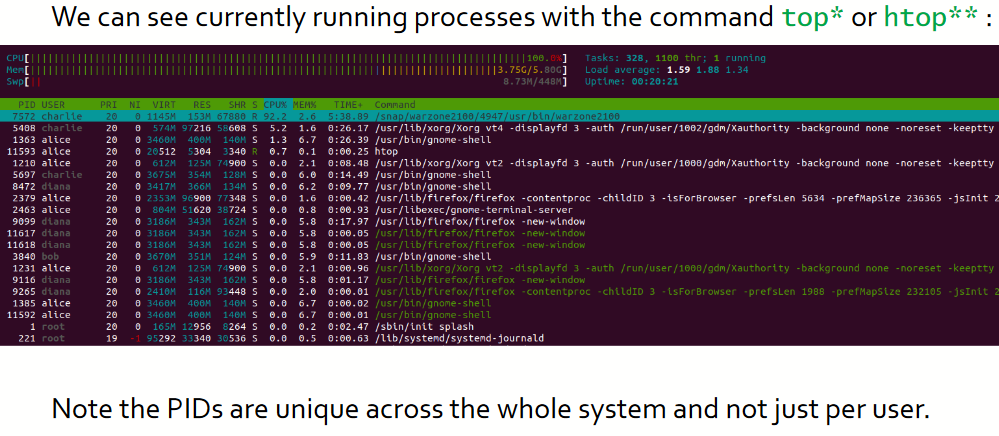 We can see currently running processes with the command top* or htop** :
CPU[||||||||||||||||||||||||||||||||||||||||||||||||||||||||||||||||||||||||||||||||||||100.0%] Tasks: 328, 1100 thr; 1 running
Mem[||||||||||||||||||||||||||||||||||||||||||||||||||||||||||||||||||||||||||||||||3.75G/5.80G] Load average: 1.59 1.88 1.34
Swp[|| 8.73M/448M] Uptime: 00:20:21
PID USER PRI NI VIRT RES SHR S CPU% MEM% TIME+ Command
7572 charlie 20 0 1145M 153M 67880 R 92.2 2.6 5:38.89 /snap/warzone2100/4947/usr/bin/warzone2100
5408 charlie 20 0 574M 97216 58608 S 5.2 1.6 0:26.17 /usr/lib/xorg/Xorg vt4 -displayfd 3 -auth /run/user/1002/gdm/Xauthority -background none -noreset -keeptty
1363 alice 20 0 3460M 400M 140M S 1.3 6.7 0:26.39 /usr/bin/gnome-shell
11593 alice 20 0 20512 5304 3340 R 0.7 0.1 0:00.25 htop
1210 alice 20 0 612M 125M 74900 S 0.0 2.1 0:08.48 /usr/lib/xorg/Xorg vt2 -displayfd 3 -auth /run/user/1000/gdm/Xauthority -background none -noreset -keeptty
5697 charlie 20 0 3675M 354M 128M S 0.0 6.0 0:14.49 /usr/bin/gnome-shell
8472 diana 20 0 3417M 366M 134M S 0.0 6.2 0:09.77 /usr/bin/gnome-shell
2379 alice 20 0 2353M 96900 77348 S 0.0 1.6 0:00.42 /usr/lib/firefox/firefox -contentproc -childID 3 -isForBrowser -prefsLen 5634 -prefMapSize 236365 -jsInit 2
2463 alice 20 0 804M 51620 38724 S 0.0 0.8 0:00.93 /usr/libexec/gnome-terminal-server
9099 diana 20 0 3186M 343M 162M S 0.0 5.8 0:17.97 /usr/lib/firefox/firefox -new-window
11617 diana 20 0 3186M 343M 162M S 0.0 5.8 0:00.05 /usr/lib/firefox/firefox -new-window
11618 diana 20 0 3186M 343M 162M S 0.0 5.8 0:00.05 /usr/lib/firefox/firefox -new-window
3840 bob 20 0 3670M 351M 124M S 0.0 5.9 0:11.83 /usr/bin/gnome-shell
1231 alice 20 0 612M 125M 74900 S 0.0 2.1 0:00.96 /usr/lib/xorg/Xorg vt2 -displayfd 3 -auth /run/user/1000/gdm/Xauthority -background none -noreset -keeptty
9116 diana 20 0 3186M 343M 162M S 0.0 5.8 0:01.17 /usr/lib/firefox/firefox -new-window
9265 diana 20 0 2410M 116M 93448 S 0.0 2.0 0:00.01 /usr/lib/firefox/firefox -contentproc -childID 3 -isForBrowser -prefsLen 1988 -prefMapSize 232105 -jsInit 2
1385 alice 20 0 3460M 400M 140M S 0.0 6.7 0:00.02 /usr/bin/gnome-shell
11592 alice 20 0 3460M 400M 140M S 0.0 6.7 0:00.01 /usr/bin/gnome-shell
1 root 20 0 165M 12956 8264 S 0.0 0.2 0:02.47 /sbin/init splash
221 root 19 -1 95292 33340 30536 S 0.0 0.5 0:00.63 /lib/systemd/systemd-journald
Note the PIDs are unique across the whole system and not just per user.